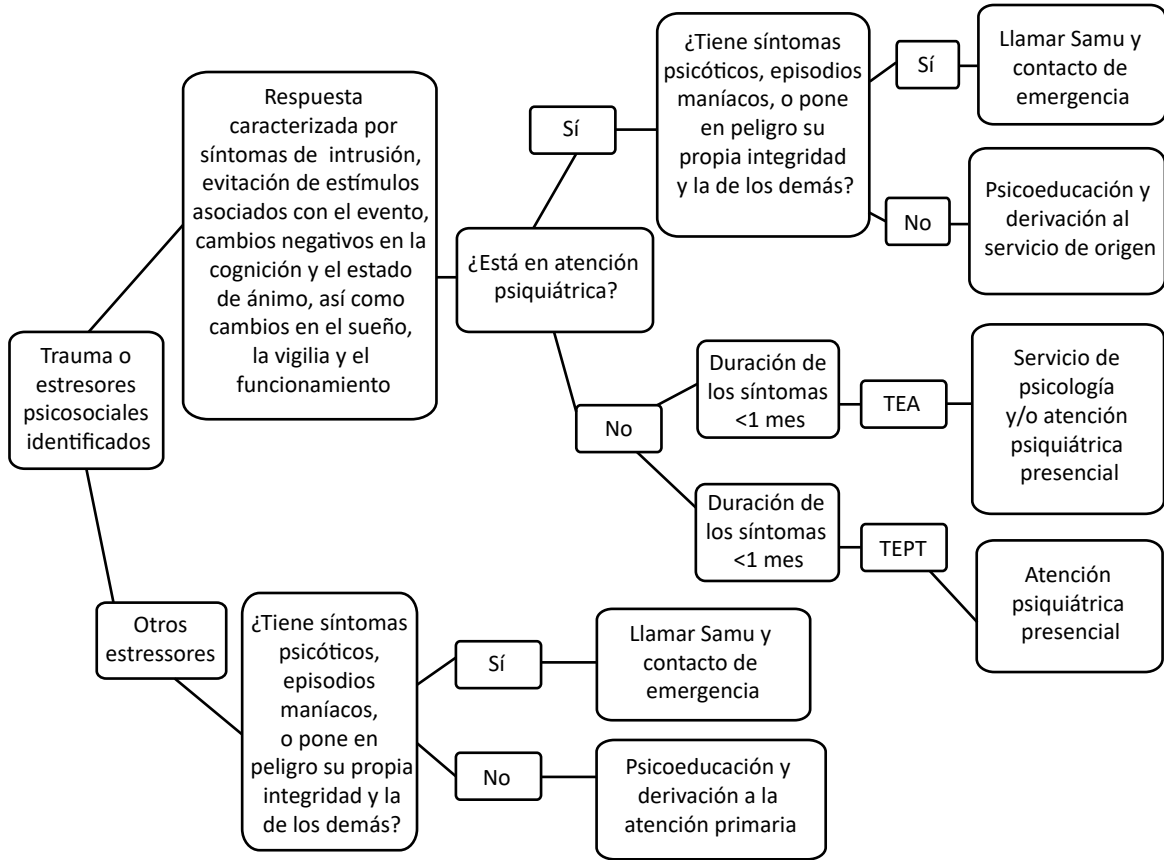 Trauma o
estresores
psicosociales
identificados
Respuesta
caracterizada por
síntomas de intrusión,
evitación de estímulos
asociados con el evento,
cambios negativos en la
cognición y el estado
de ánimo, así como
cambios en el sueño,
la vigilia y el
funcionamiento
¿Está en atención
psiquiátrica?
Sí
¿Tiene síntomas
psicóticos, episodios
maníacos, o pone
en peligro su
propia integridad
y la de los demás?
Sí
Llamar Samu y
contacto de
emergencia
No
Psicoeducación y
derivación al
servicio de origen
No
Duración de
los síntomas
<1 mes
TEA
Servicio de
psicología
y/o atención
psiquiátrica
presencial
Duración de
los síntomas
<1 mes
TEPT
Atención
psiquiátrica
presencial
Otros
estressores
¿Tiene síntomas
psicóticos,
episodios
maníacos,
o pone en
peligro su propia
integridad y la
de los demás?
Sí
Llamar Samu y
contacto de
emergencia
No
Psicoeducación y
derivación a la
atención primaria